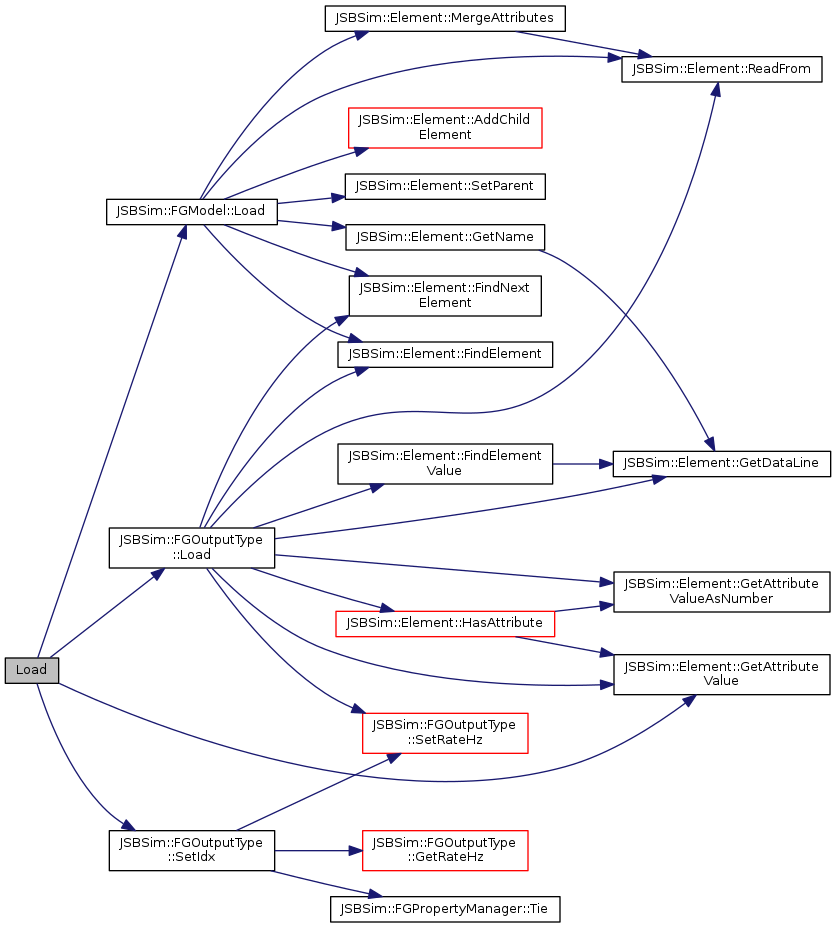 JSBSim::Element::MergeAttributes
JSBSim::Element::ReadFrom
JSBSim::Element::AddChild
Element
JSBSim::Element::SetParent
JSBSim::FGModel::Load
JSBSim::Element::GetName
JSBSim::Element::FindNext
Element
JSBSim::Element::FindElement
JSBSim::Element::FindElement
Value
JSBSim::Element::GetDataLine
JSBSim::FGOutputType
::Load
JSBSim::Element::GetAttribute
ValueAsNumber
JSBSim::Element::HasAttribute
JSBSim::Element::GetAttribute
Value
Load
JSBSim::FGOutputType
::SetRateHz
JSBSim::FGOutputType
::SetIdx
JSBSim::FGOutputType
::GetRateHz
JSBSim::FGPropertyManager::Tie